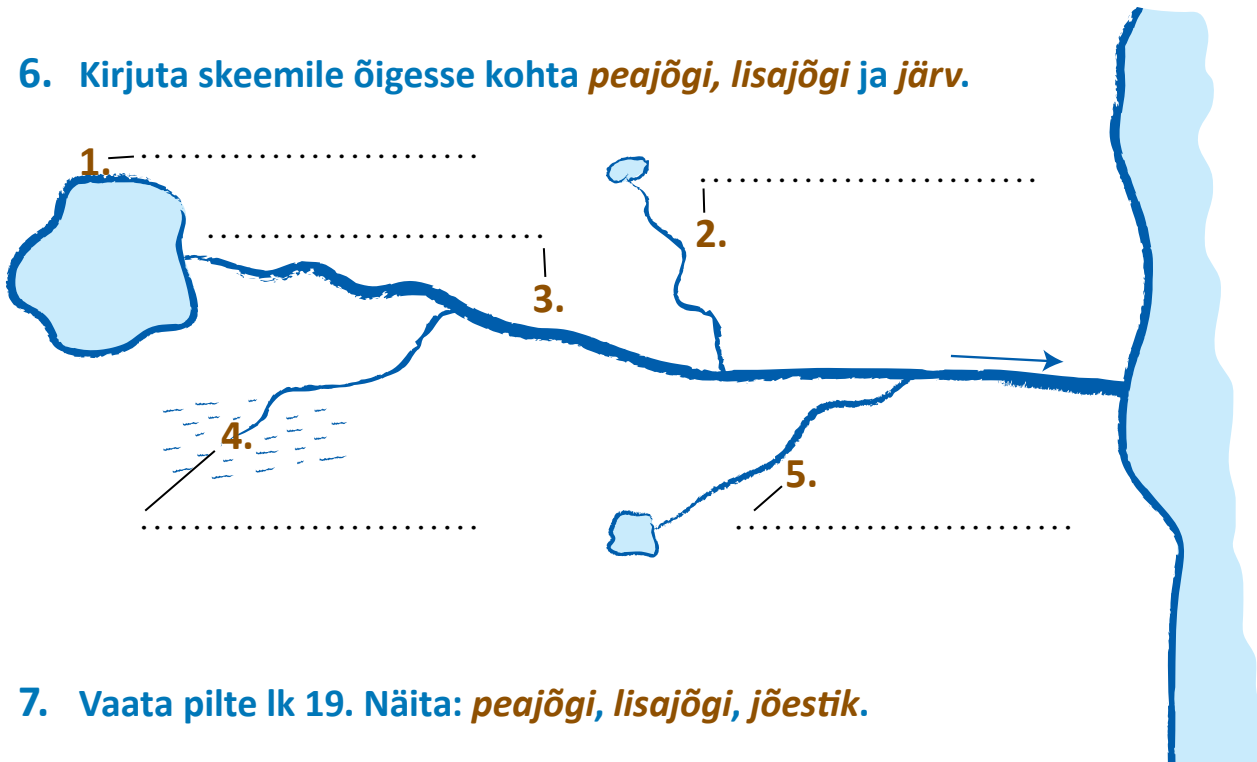 6. Kirjuta skeemile õigesse kohta peajõgi, lisajõgi ja järv.
1. ..........................
2. ..........................
3. ..........................
4. ..........................
5. ..........................
7. Vaata pilte lk 19. Näita: peajõgi, lisajõgi, jõestik.